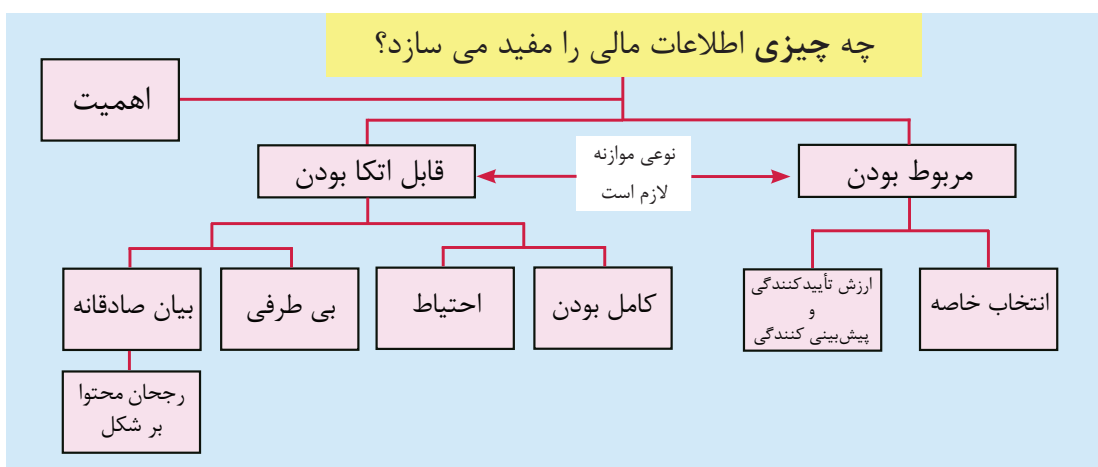 چه چیزی اطلاعات مالی را مفید می سازد؟
اهمیت
مربوط بودن
نوعی موازنه
لازم است
قابل اتکا بودن
انتخاب خاصه
ارزش تأییدکنندگی
و
پیش‌بینی کنندگی
کامل بودن
احتیاط
بی طرفی
بیان صادقانه
رجحان محتوا
بر شکل